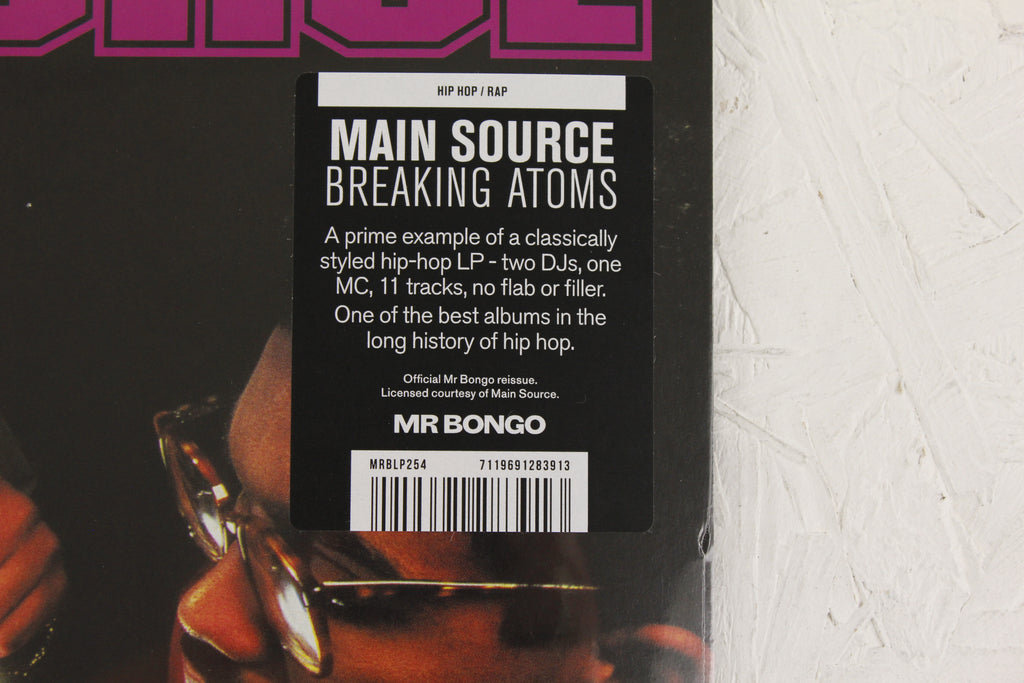 HIP HOP / RAP
MAIN SOURCE
BREAKING ATOMS
A prime example of a classically
styled hip-hop LP - two DJs, one
MC, 11 tracks, no flab or filler.
One of the best albums in the
long history of hip hop.
Official Mr Bongo reissue.
Licensed courtesy of Main Source.
MR BONGO
MRBLP254 7119691283913